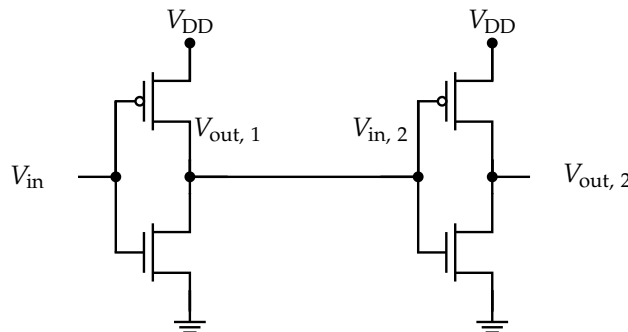 V_DD
V_DD
V_out, 1
V_in, 2
V_in
V_out, 2